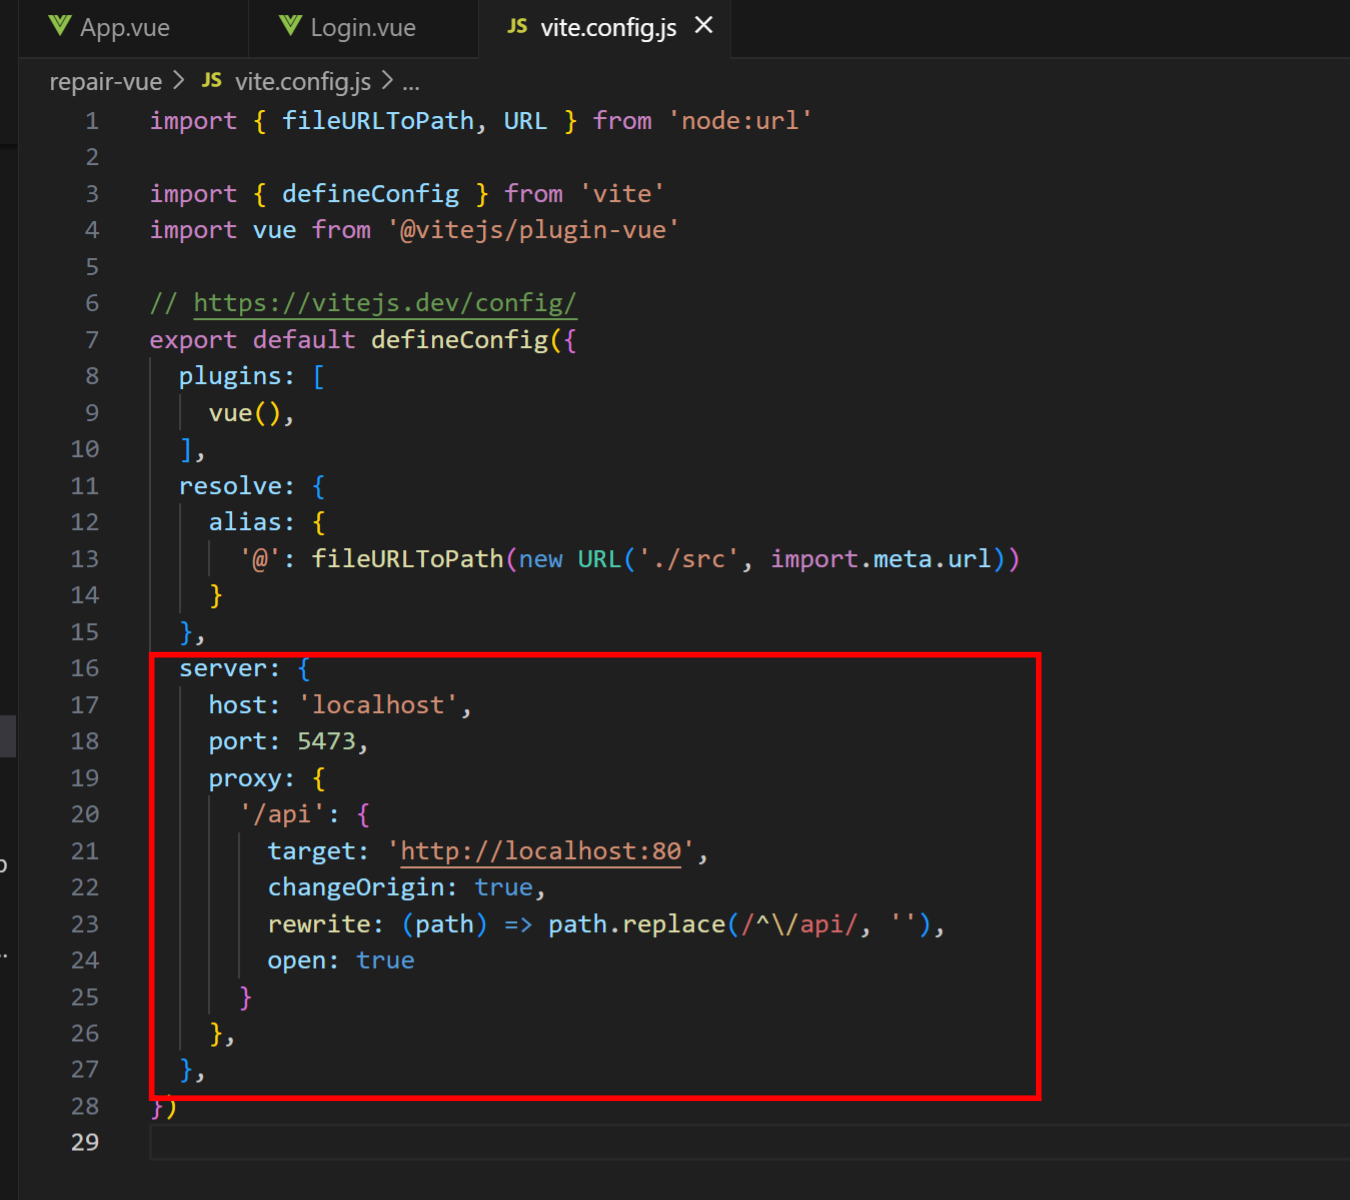 App.vue
Login.vue
JS vite.config.js
repair-vue > JS vite.config.js > ...
1 import { fileURLToPath, URL } from 'node:url'
2
3 import { defineConfig } from 'vite'
4 import vue from '@vitejs/plugin-vue'
5
6 // https://vitejs.dev/config/
7 export default defineConfig({
8 plugins: [
9 vue(),
10 ],
11 resolve: {
12 alias: {
13 '@': fileURLToPath(new URL('./src', import.meta.url))
14 }
15 },
16 server: {
17 host: 'localhost',
18 port: 5473,
19 proxy: {
20 '/api': {
21 target: 'http://localhost:80',
22 changeOrigin: true,
23 rewrite: (path) => path.replace(/^\/api/, ''),
24 open: true
25 }
26 },
27 },
28 })
29